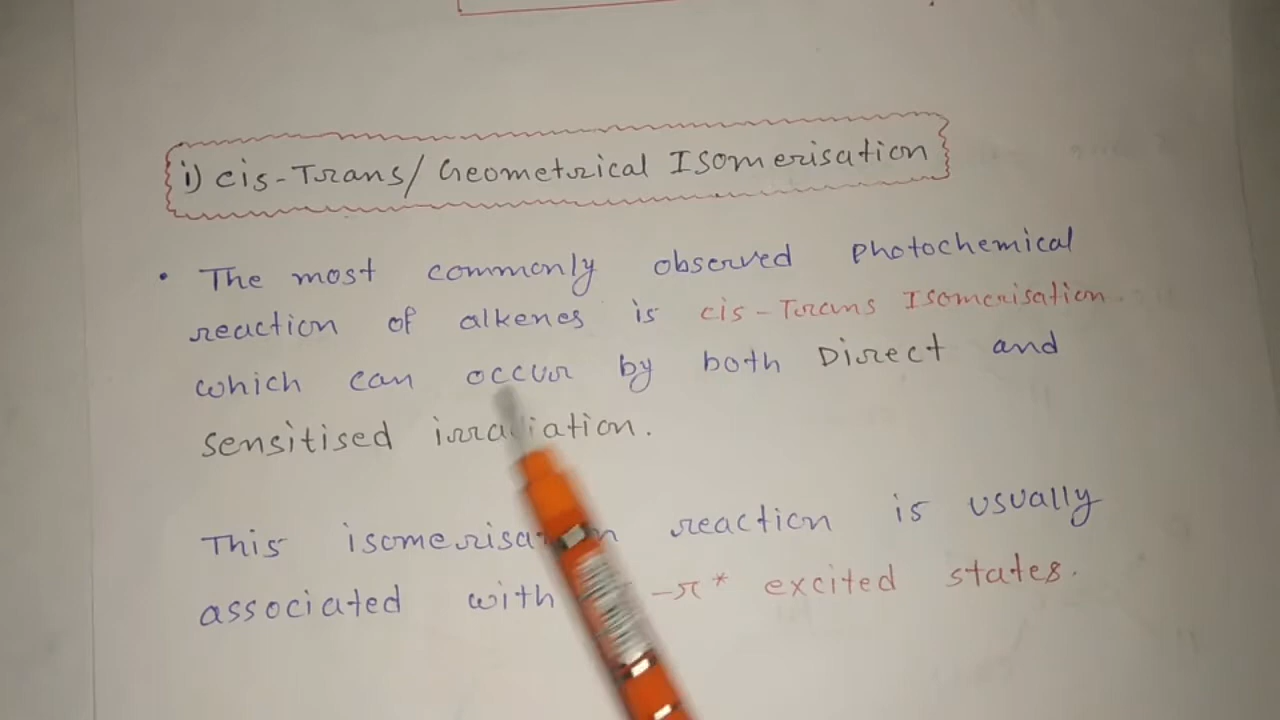 i) cis-Trans/Geometrical Isomerisation
• The most commonly observed photochemical
reaction of alkenes is cis-Trans Isomerisation
which can occur by both Direct and
sensitised irradiation.
This isomerisation reaction is usually
associated with -π* excited states.